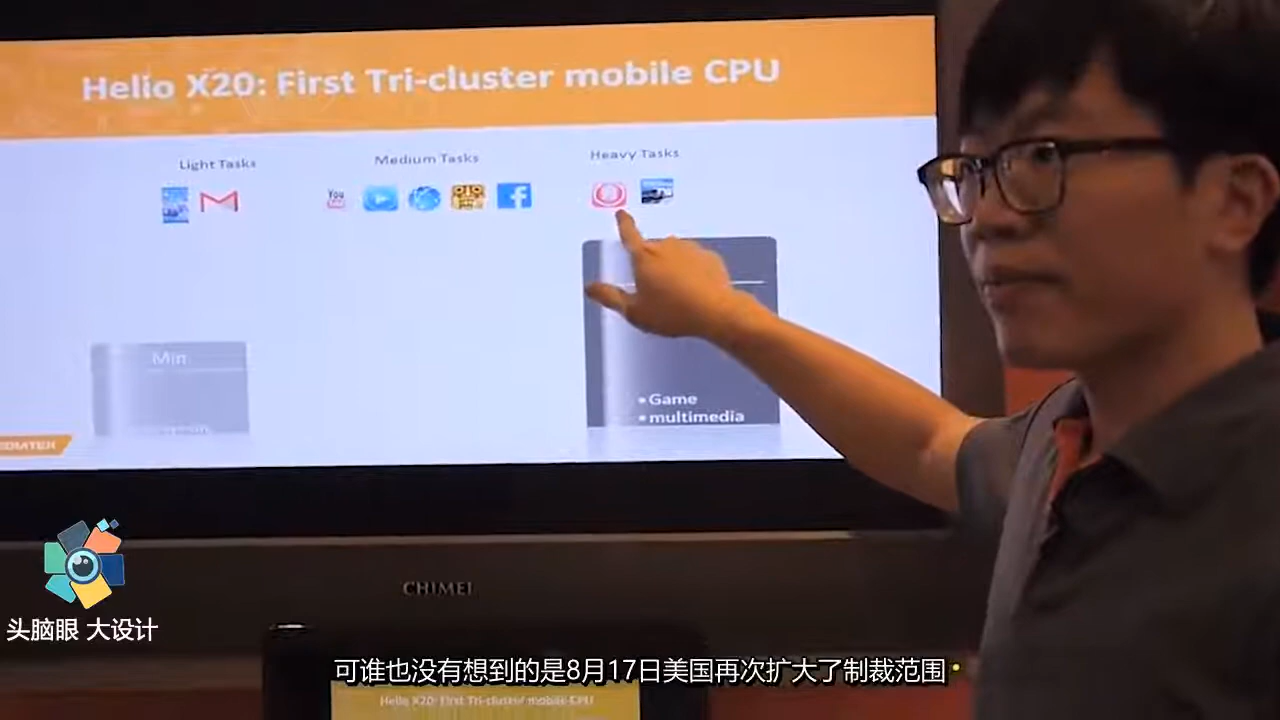 Helio X20: First Tri-cluster mobile CPU
Light Tasks
Medium Tasks
Heavy Tasks
You
Min
• Game
• multimedia
CHIMEI
头脑眼 大设计
可谁也没有想到的是8月17日美国再次扩大了制裁范围
Helio X20: First Tri-cluster mobile CPU